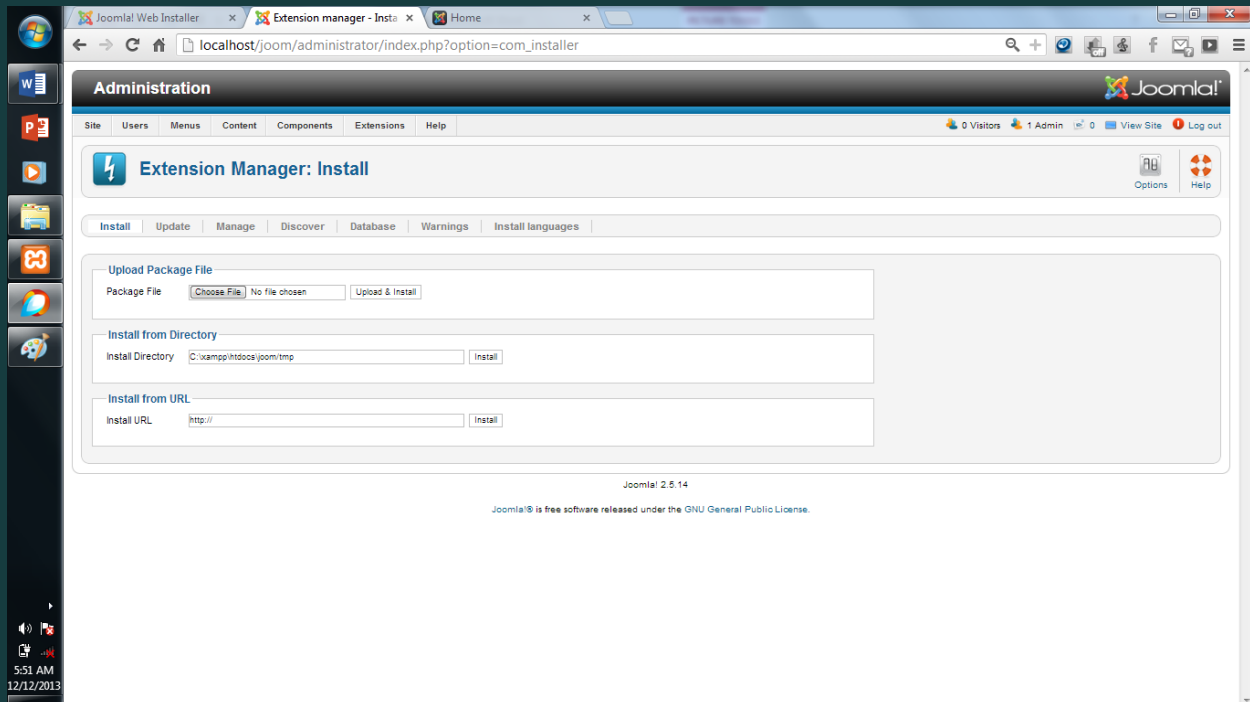 Joomla! Web Installer
Extension manager - Insta
Home
localhost/joom/administrator/index.php?option=com_installer
Administration
Joomla!
Site Users Menus Content Components Extensions Help
0 Visitors 1 Admin 0 View Site Log out
Extension Manager: Install
Options Help
Install Update Manage Discover Database Warnings Install languages
Upload Package File
Package File Choose File No file chosen Upload & Install
Install from Directory
Install Directory C:\xampp\htdocs\joom/tmp Install
Install from URL
Install URL http:// Install
Joomla! 2.5.14
Joomla!® is free software released under the GNU General Public License.
5:51 AM
12/12/2013